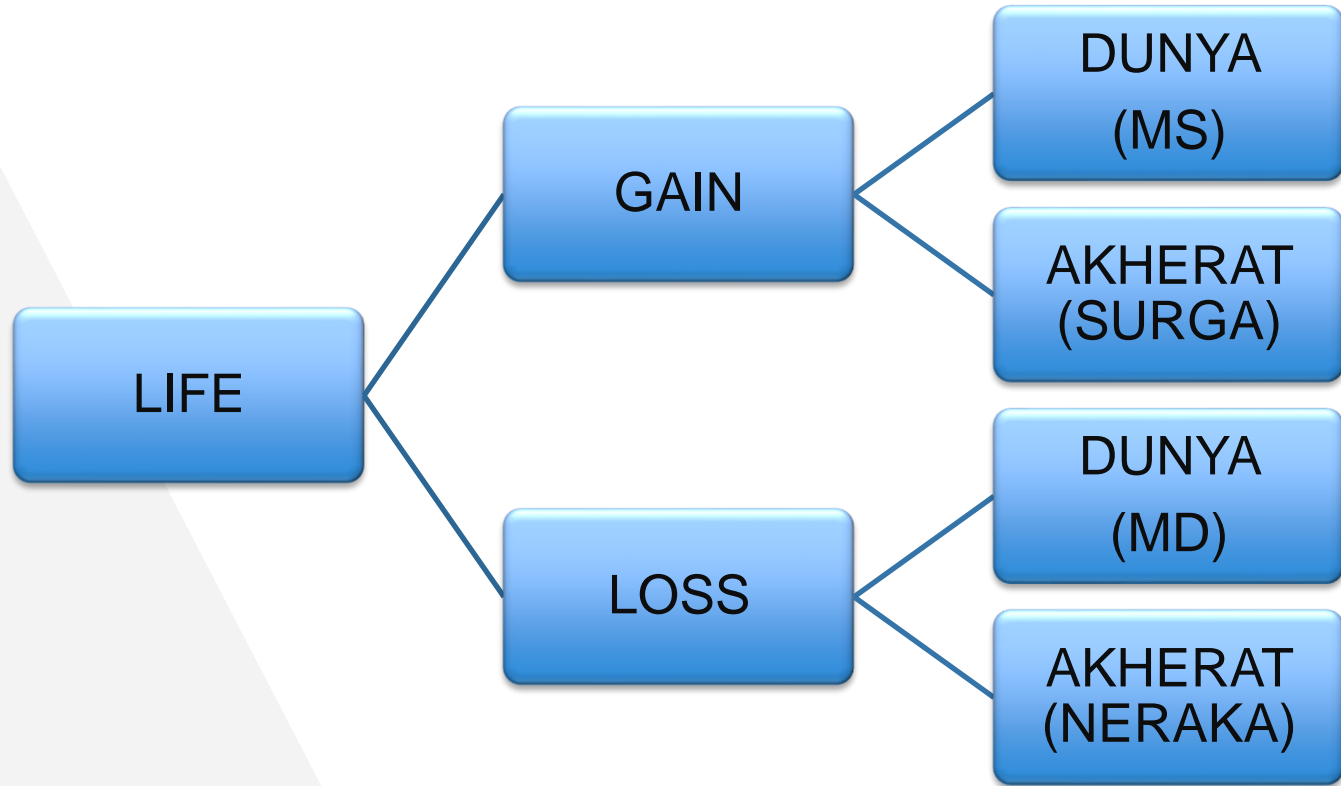 LIFE
GAIN
DUNYA
(MS)
AKHERAT
(SURGA)
LOSS
DUNYA
(MD)
AKHERAT
(NERAKA)